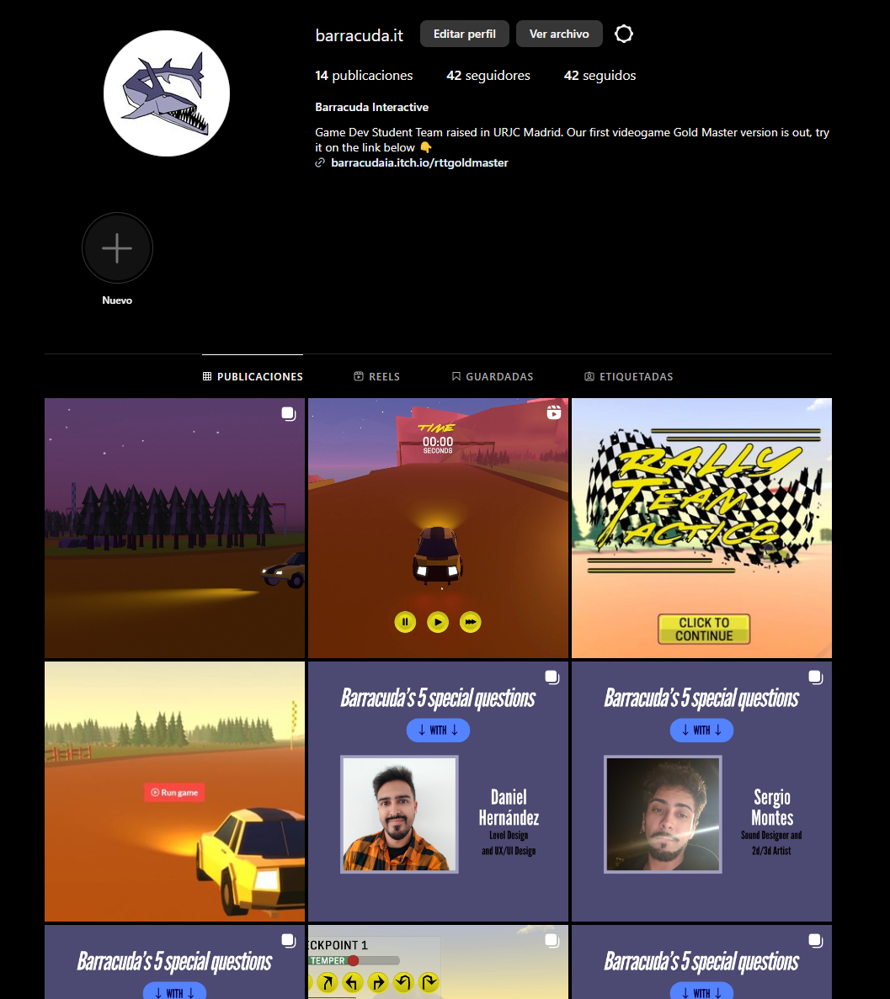 barracuda.it
Editar perfil
Ver archivo
14 publicaciones
42 seguidores
42 seguidos
Barracuda Interactive
Game Dev Student Team raised in URJC Madrid. Our first videogame Gold Master version is out, try
it on the link below 👇
barracudaia.itch.io/rttgoldmaster
Nuevo
PUBLICACIONES
REELS
GUARDADAS
ETIQUETADAS
TIME
00:00
SECONDS
RALLY
TEAM
TACTICS
CLICK TO
CONTINUE
Run game
Barracuda's 5 special questions
↓ WITH ↓
Daniel
Hernández
Level Design
and UX/UI Design
Barracuda's 5 special questions
↓ WITH ↓
Sergio
Montes
Sound Designer and
2d/3d Artist
Barracuda's 5 special questions
↓ WITH ↓
ECKPOINT 1
TEMPER
Barracuda's 5 special questions
↓ WITH ↓